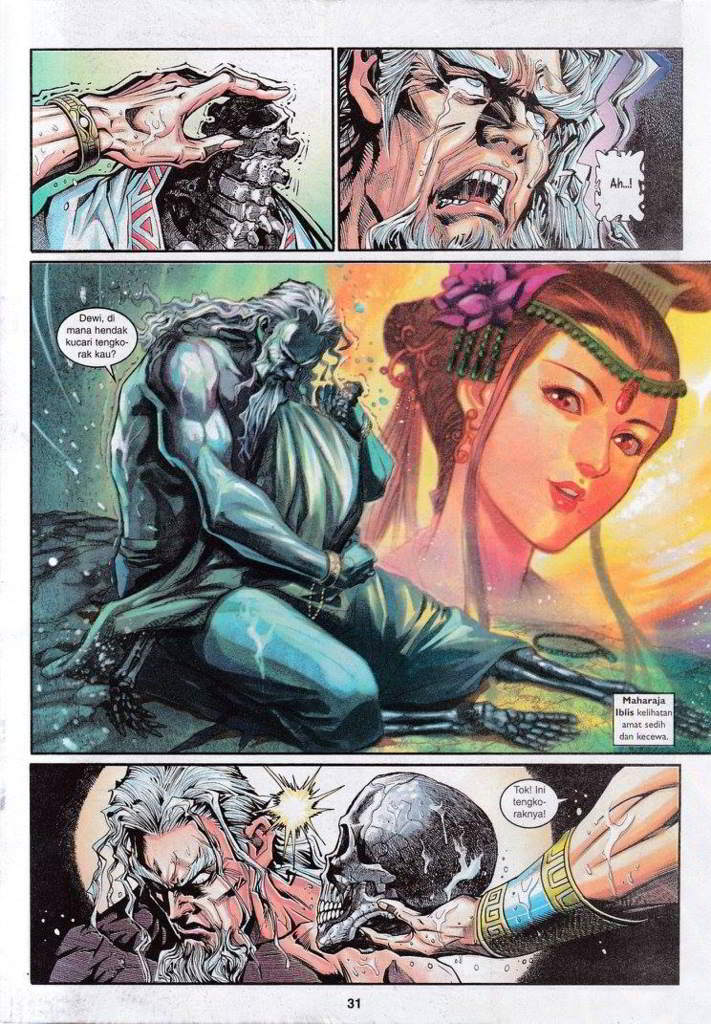 Ah...!
Dewi, di
mana hendak
kucari tengko-
rak kau?
Maharaja
Iblis kelihatan
amat sedih
dan kecewa.
Tok! Ini
tengko-
raknya!
31